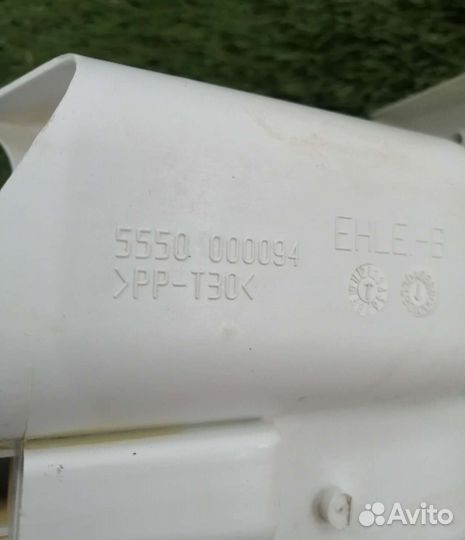 5550 000094
>PP-T30<
EHLE.-B
Avito